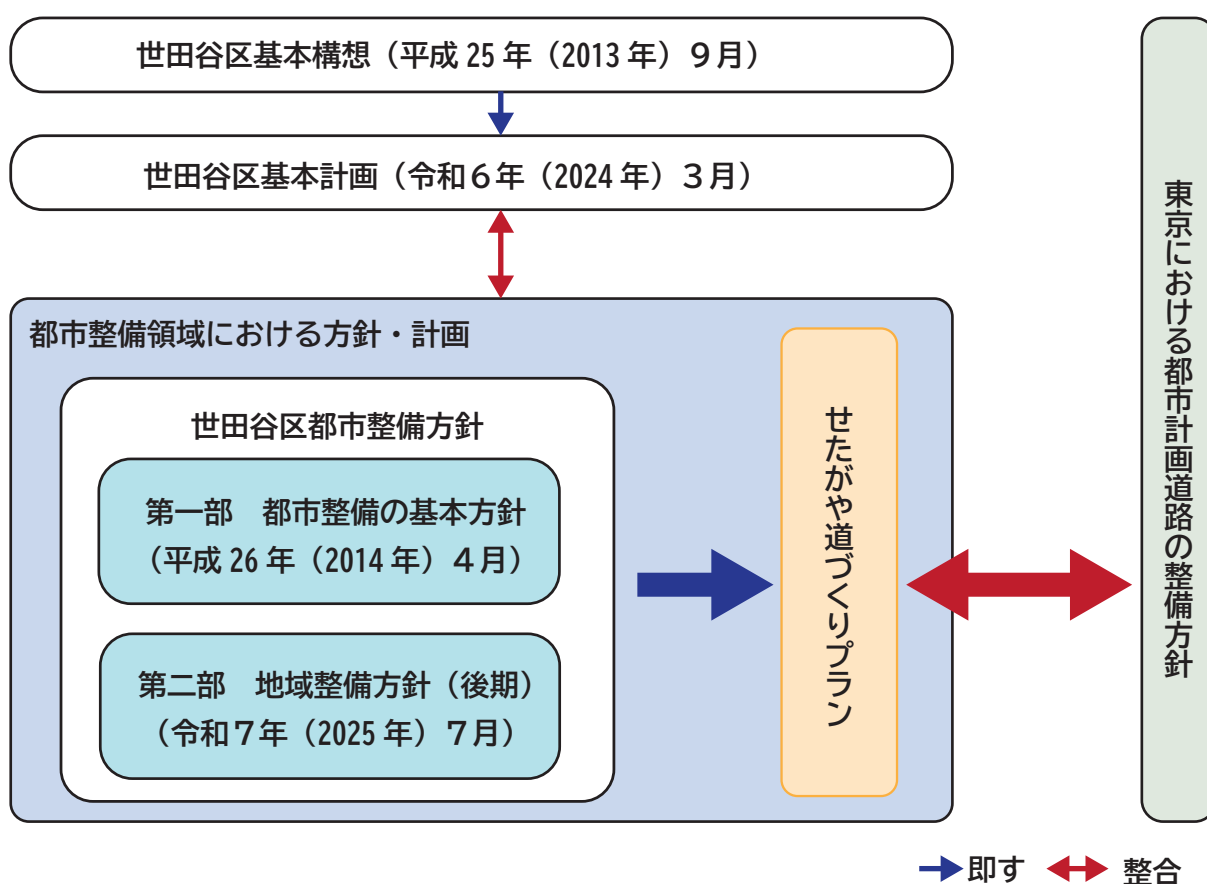 世田谷区基本構想（平成 25 年（2013 年）９月）
世田谷区基本計画（令和６年（2024 年）３月）
都市整備領域における方針・計画
世田谷区都市整備方針
第一部　都市整備の基本方針
（平成 26 年（2014 年）４月）
第二部　地域整備方針（後期）
（令和７年（2025 年）７月）
せたがや道づくりプラン
東京における都市計画道路の整備方針
即す
整合